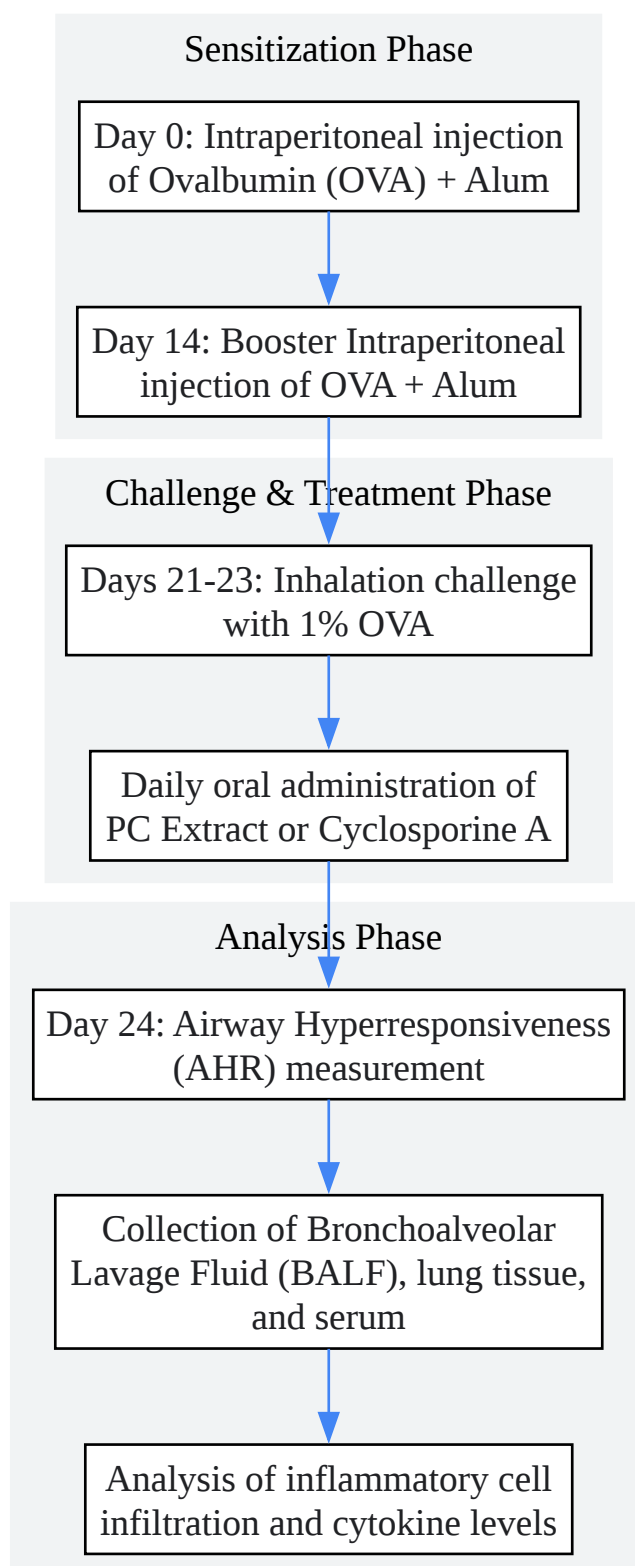 Sensitization Phase
Day 0: Intraperitoneal injection
of Ovalbumin (OVA) + Alum
Day 14: Booster Intraperitoneal
injection of OVA + Alum
Challenge & Treatment Phase
Days 21-23: Inhalation challenge
with 1% OVA
Daily oral administration of
PC Extract or Cyclosporine A
Analysis Phase
Day 24: Airway Hyperresponsiveness
(AHR) measurement
Collection of Bronchoalveolar
Lavage Fluid (BALF), lung tissue,
and serum
Analysis of inflammatory cell
infiltration and cytokine levels